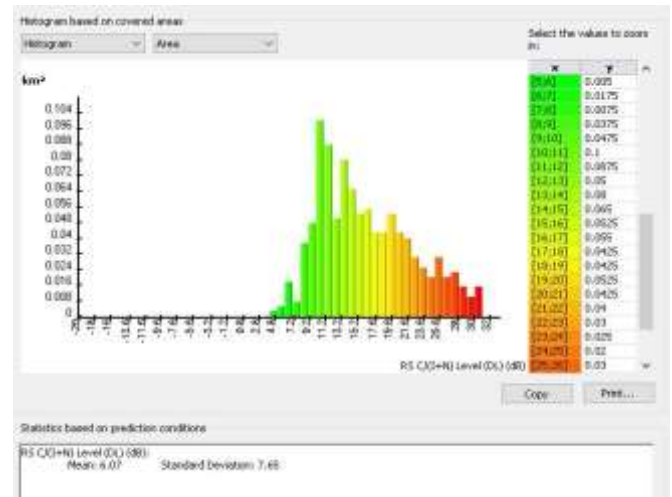 Histogram based on covered areas
Histogram
Area
Select the values to zoom
in:
km²
0.104
0.096
0.088
0.08
0.072
0.064
0.056
0.048
0.04
0.032
0.024
0.016
0.008
0
RS C/(I+N) Level (DL) (dB)
x y
[5;6[ 0.005
[6;7[ 0.0175
[7;8[ 0.0075
[8;9[ 0.0375
[9;10[ 0.0475
[10;11[ 0.1
[11;12[ 0.0875
[12;13[ 0.05
[13;14[ 0.08
[14;15[ 0.065
[15;16[ 0.0525
[16;17[ 0.055
[17;18[ 0.0425
[18;19[ 0.0425
[19;20[ 0.0525
[20;21[ 0.0425
[21;22[ 0.04
[22;23[ 0.03
[23;24[ 0.025
[24;25[ 0.02
[25;26[ 0.03
Copy
Print...
Statistics based on prediction conditions
RS C/(I+N) Level (DL) (dB):
Mean: 6.07 Standard Deviation: 7.65